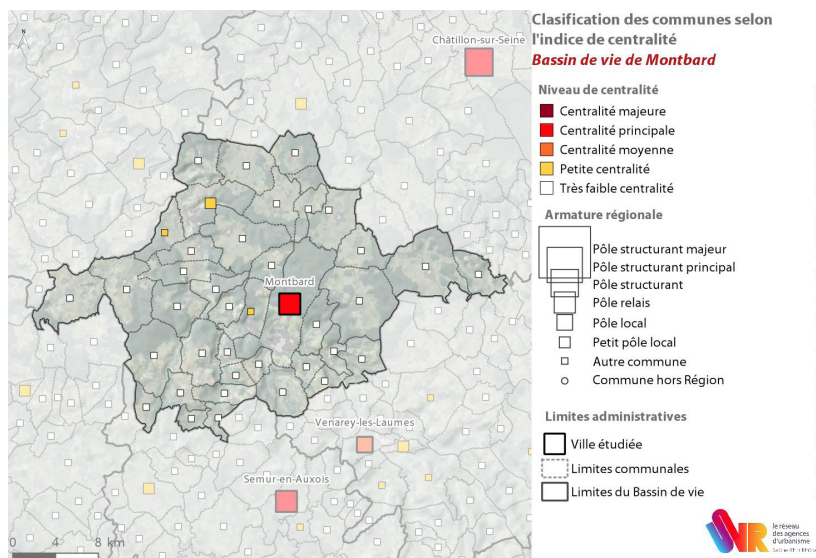 Clasification des communes selon
l'indice de centralité
Bassin de vie de Montbard
N
Châtillon-sur-Seine
Montbard
Venarey-les-Laumes
Semur-en-Auxois
0 4 8 km
Niveau de centralité
Centralité majeure
Centralité principale
Centralité moyenne
Petite centralité
Très faible centralité
Armature régionale
Pôle structurant majeur
Pôle structurant principal
Pôle structurant
Pôle relais
Pôle local
Petit pôle local
Autre commune
Commune hors Région
Limites administratives
Ville étudiée
Limites communales
Limites du Bassin de vie
le réseau
des agences
d'urbanisme